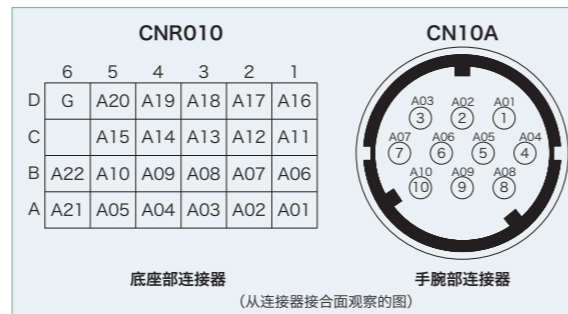 CNR010 CN10A
6 5 4 3 2 1
D G A20 A19 A18 A17 A16
C A15 A14 A13 A12 A11
B A22 A10 A09 A08 A07 A06
A A21 A05 A04 A03 A02 A01
A03 A02 A01
3 2 1
A07 A06 A05 A04
7 6 5 4
A10 A09 A08
10 9 8
底座部连接器 手腕部连接器
(从连接器接合面观察的图)